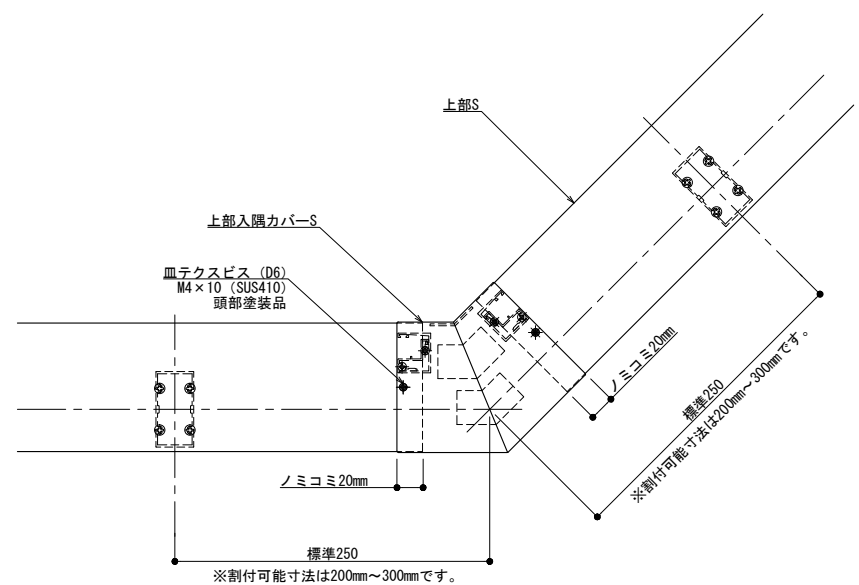 上部S
上部入隅カバーS
皿テクスビス (D6)
M4×10 (SUS410)
頭部塗装品
ノミコミ20mm
標準250
※割付可能寸法は200mm～300mmです。
ノミコミ20mm
標準250
※割付可能寸法は200mm～300mmです。